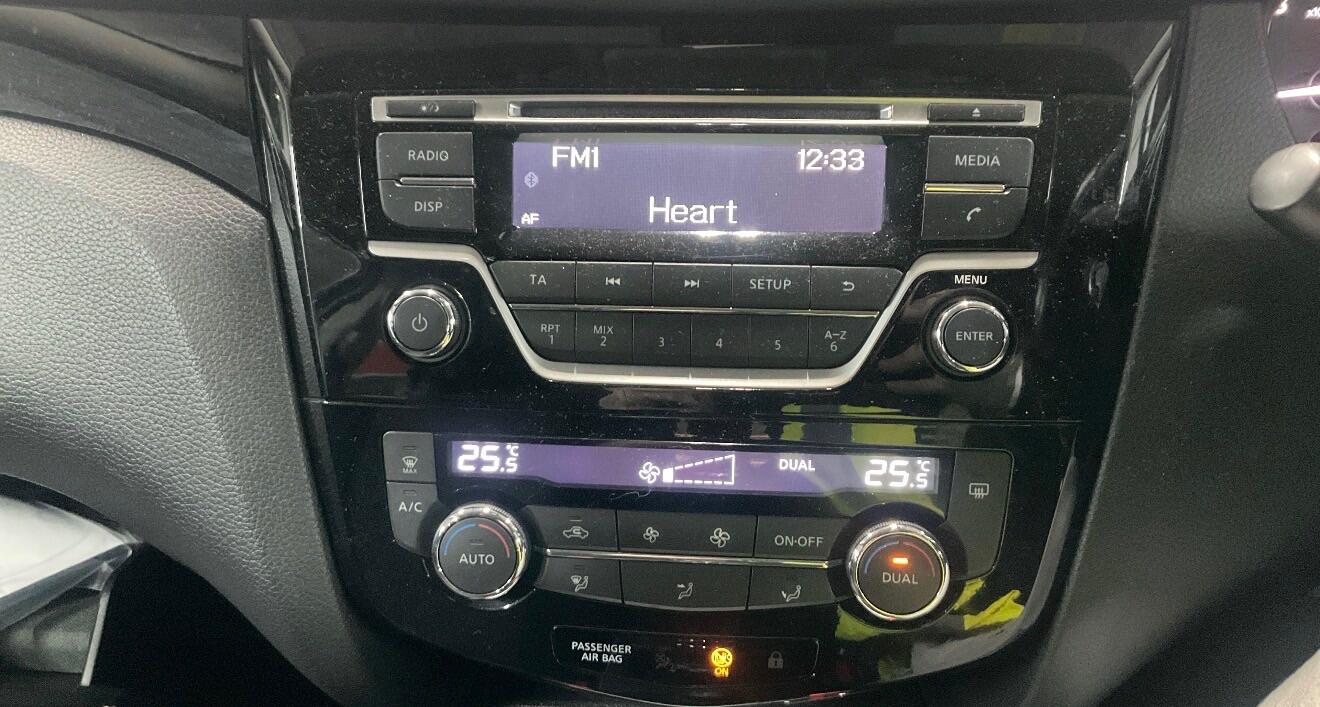 FM1 12:33
Heart
AF
RADIO
DISP
MEDIA
TA SETUP
MENU
ENTER
RPT MIX A-Z
1 2 3 4 5 6
25.5 °C DUAL 25.5 °C
MAX
A/C
AUTO
ON·OFF
DUAL
PASSENGER
AIR BAG
ON